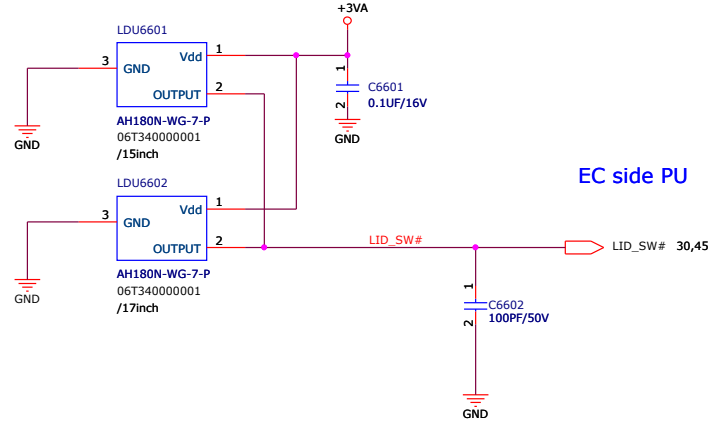 +3VA
LDU6601
1
Vdd
3
GND
2
OUTPUT
1
C6601
0.1UF/16V
2
AH180N-WG-7-P
06T340000001
/15inch
GND
GND
EC side PU
LDU6602
1
Vdd
3
GND
2
OUTPUT
LID_SW#
LID_SW# 30,45
AH180N-WG-7-P
06T340000001
/17inch
GND
1
C6602
100PF/50V
2
GND